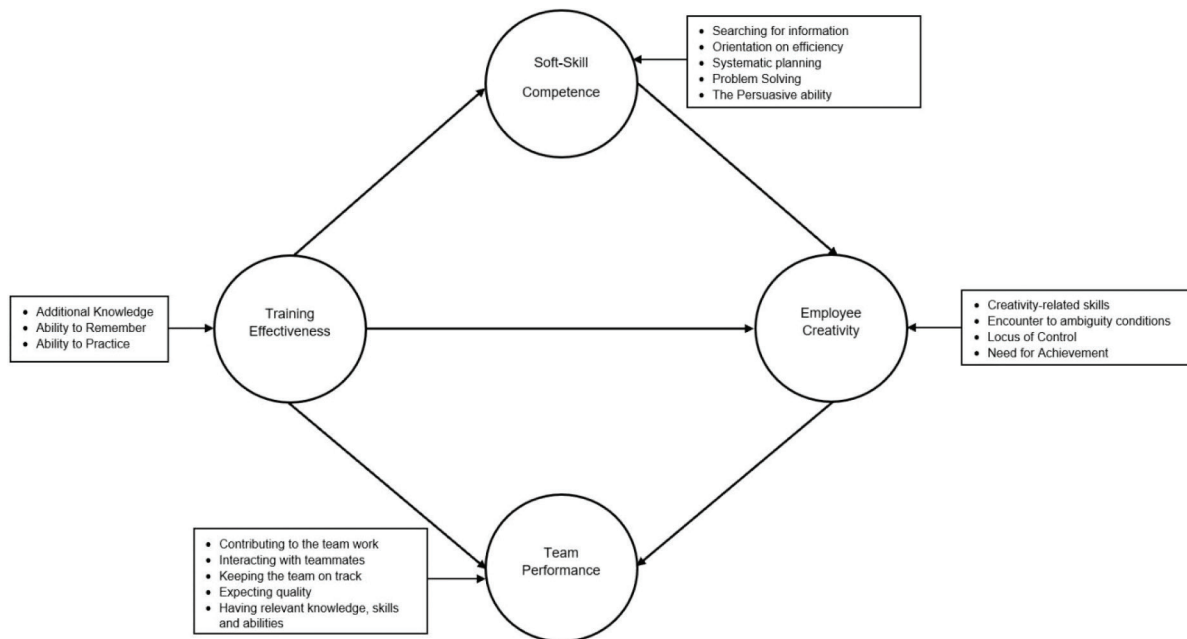 Soft-Skill
Competence
• Searching for information
• Orientation on efficiency
• Systematic planning
• Problem Solving
• The Persuasive ability
• Additional Knowledge
• Ability to Remember
• Ability to Practice
Training
Effectiveness
Employee
Creativity
• Creativity-related skills
• Encounter to ambiguity conditions
• Locus of Control
• Need for Achievement
• Contributing to the team work
• Interacting with teammates
• Keeping the team on track
• Expecting quality
• Having relevant knowledge, skills
and abilities
Team
Performance